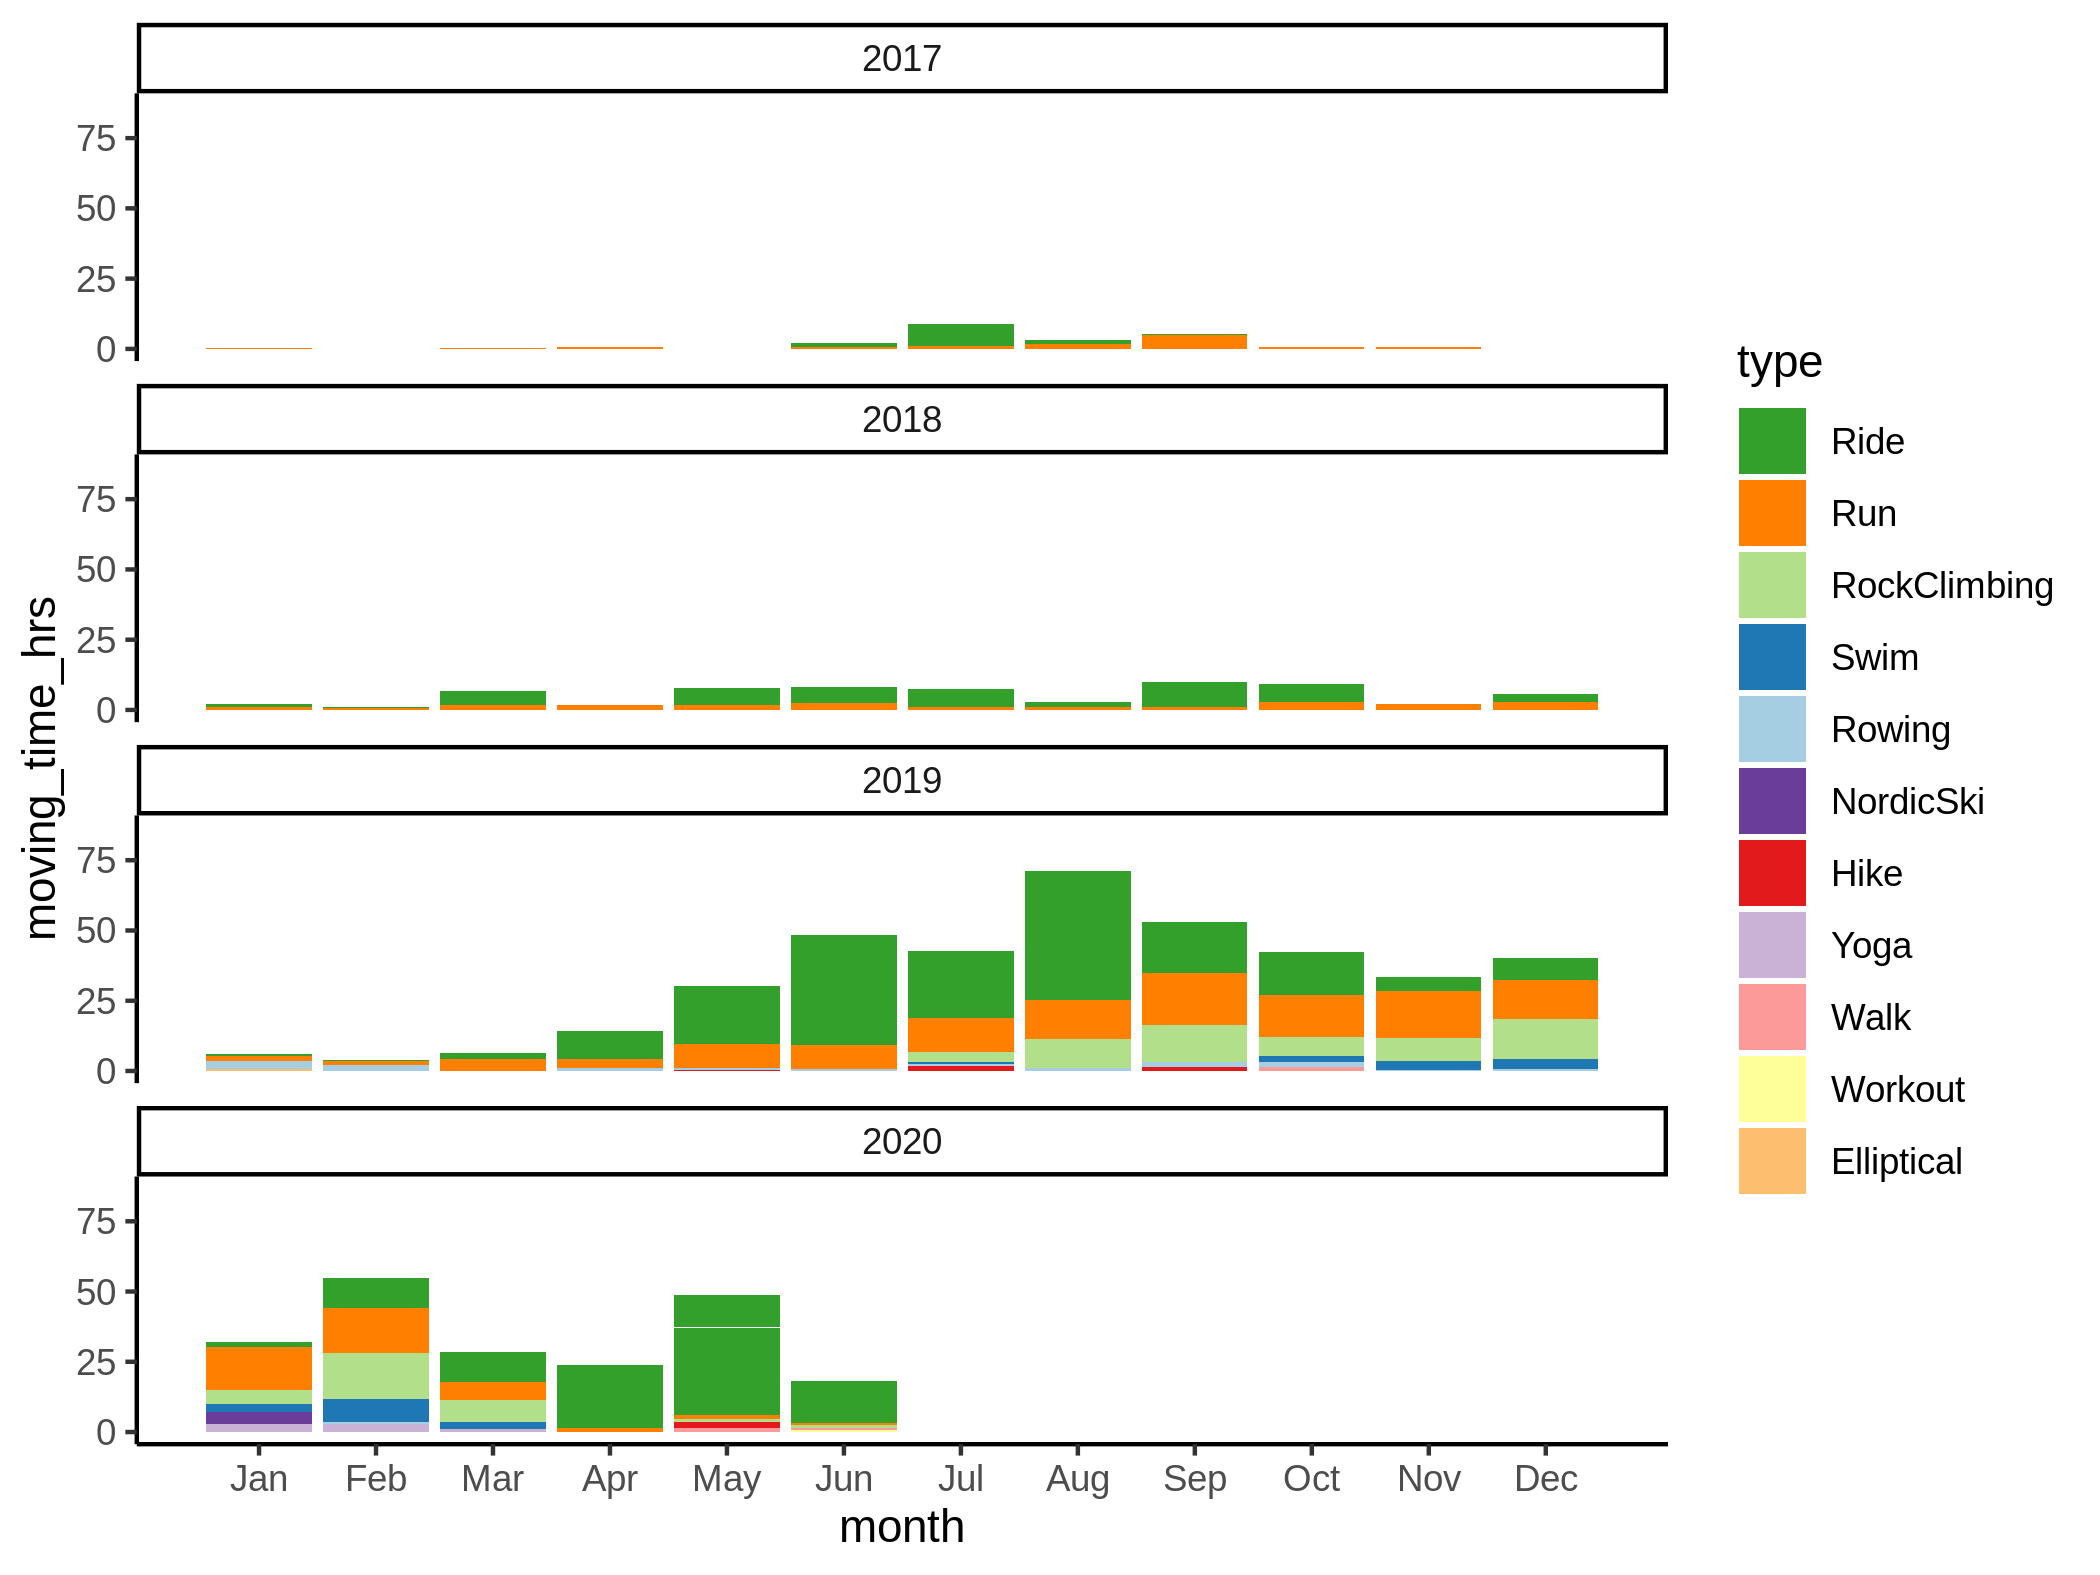 2017
75
50
25
0
2018
75
50
25
0
2019
75
50
25
0
2020
75
50
25
0
Jan Feb Mar Apr May Jun Jul Aug Sep Oct Nov Dec
month
moving_time_hrs
type
Ride
Run
RockClimbing
Swim
Rowing
NordicSki
Hike
Yoga
Walk
Workout
Elliptical